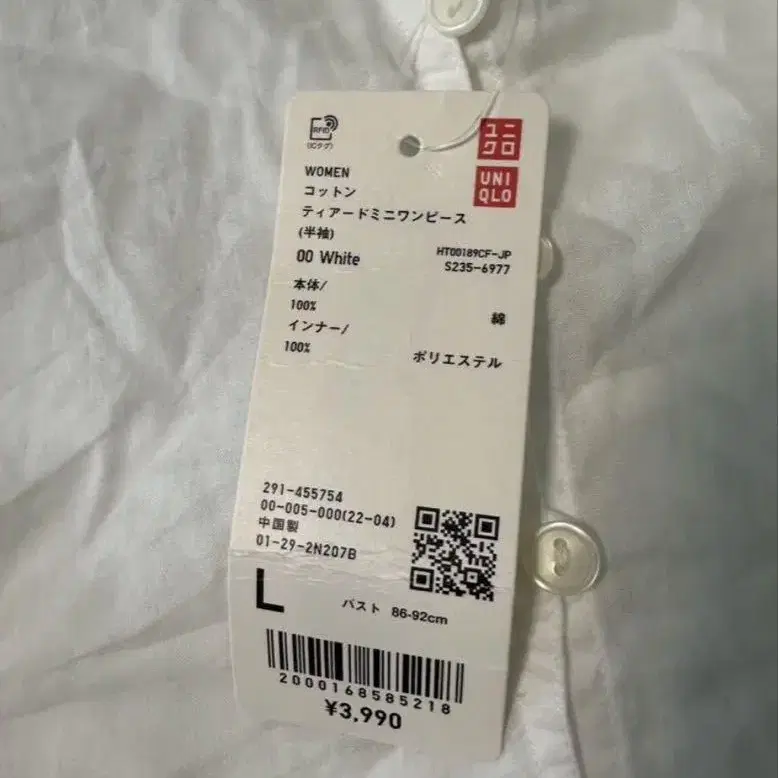 RFID
(ICタグ)
ユニ
クロ
UNI
QLO
WOMEN
コットン
ティアードミニワンピース
(半袖)
00 White
HT00189CF-JP
S235-6977
本体/
100%
綿
インナー/
100%
ポリエステル
291-455754
00-005-000(22-04)
中国製
01-29-2N207B
L
バスト 86-92cm
2000168585218
¥3,990